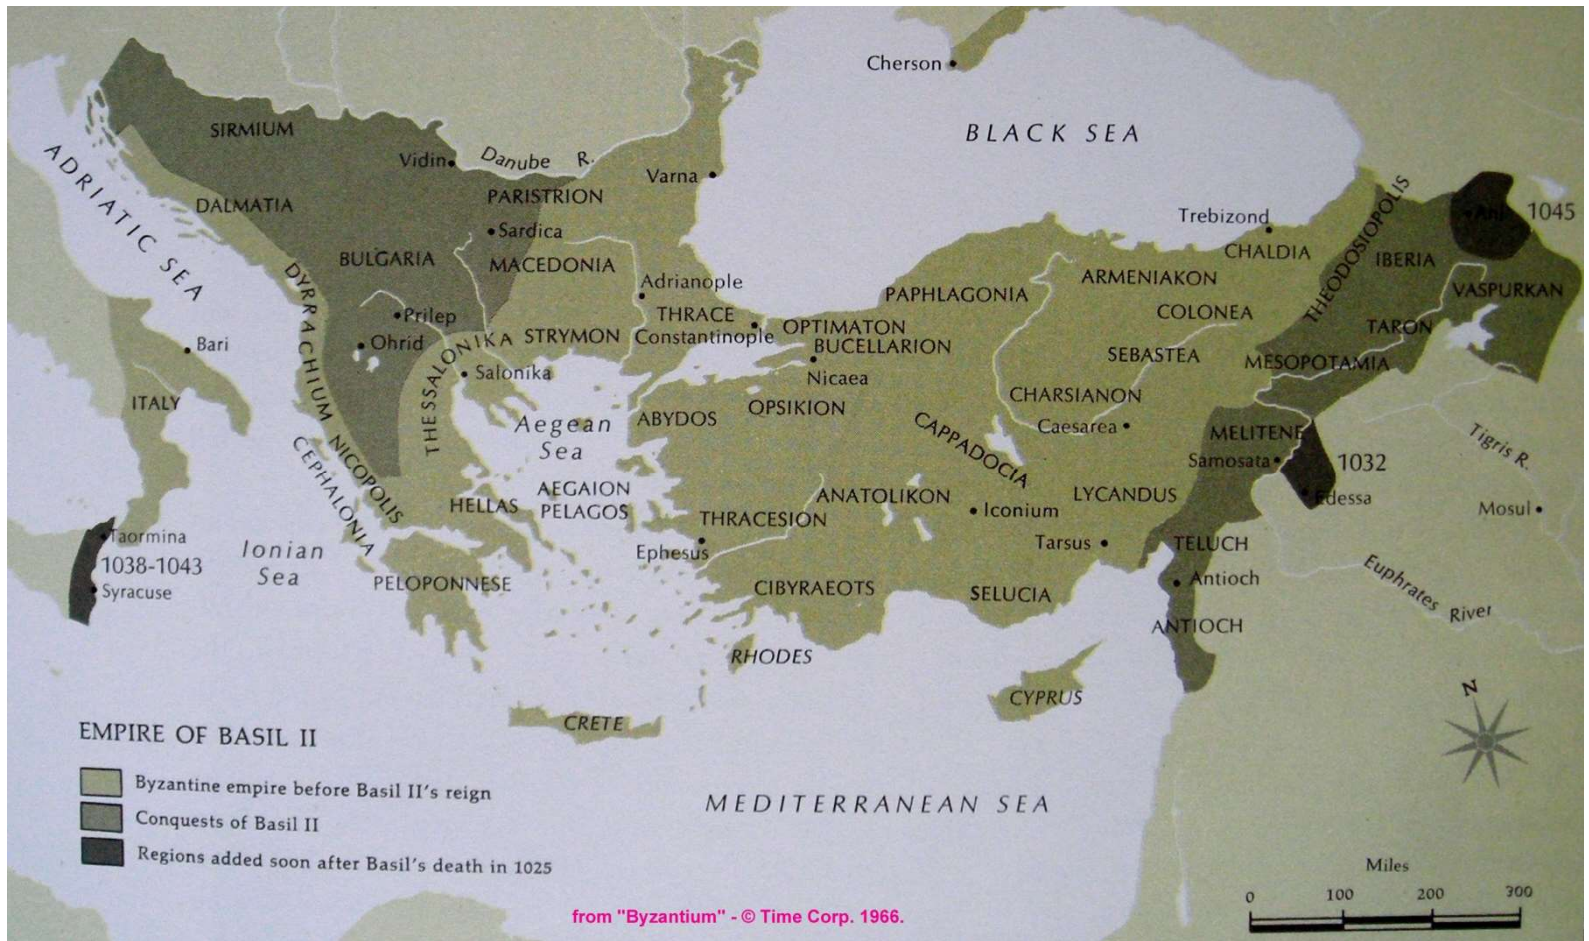 Cherson
BLACK SEA
ADRIATIC SEA
SIRMIUM
Vidin
Danube R.
Varna
PARISTRION
DALMATIA
Sardica
BULGARIA
MACEDONIA
Adrianople
Trebizond
CHALDIA
THEODOSIOPOLIS
IBERIA
Ani
1045
VASPURKAN
ARMENIAKON
PAPHLAGONIA
COLONEA
TARON
DYRRACHIUM
Prilep
Ohrid
THESSALONIKA
STRYMON
THRACE
Constantinople
OPTIMATON
BUCELLARION
Nicaea
SEBASTEA
MESOPOTAMIA
Bari
ITALY
Salonika
Aegean
Sea
ABYDOS
OPSIKION
CHARSIANON
Caesarea
CAPPADOCIA
MELITENE
Samosata
1032
Edessa
Tigris R.
Mosul
NICOPOLIS
CEPHALONIA
HELLAS
AEGAION
PELAGOS
THRACESION
ANATOLIKON
Iconium
LYCANDUS
Taormina
1038-1043
Syracuse
Ionian
Sea
PELOPONNESE
Ephesus
CIBYRAEOTS
SELUCIA
Tarsus
TELUCH
Antioch
ANTIOCH
Euphrates River
RHODES
CYPRUS
CRETE
N
EMPIRE OF BASIL II
Byzantine empire before Basil II's reign
Conquests of Basil II
Regions added soon after Basil's death in 1025
MEDITERRANEAN SEA
Miles
0 100 200 300
from "Byzantium" - © Time Corp. 1966.